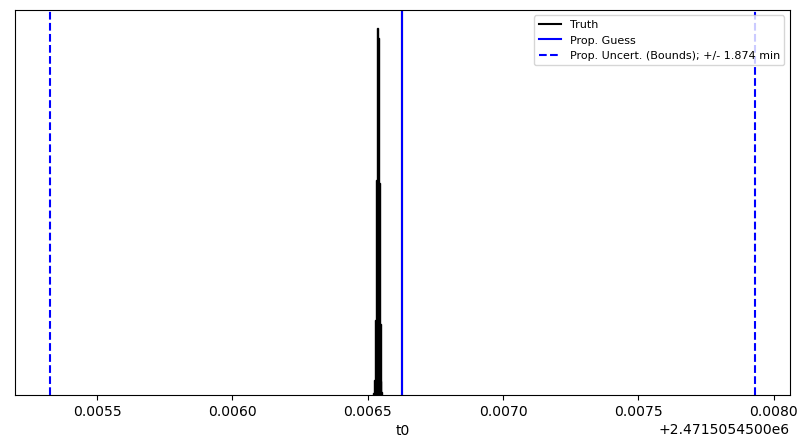 Truth
Prop. Guess
Prop. Uncert. (Bounds); +/- 1.874 min
0.0055 0.0060 0.0065 0.0070 0.0075 0.0080
t0
+2.4715054500e6